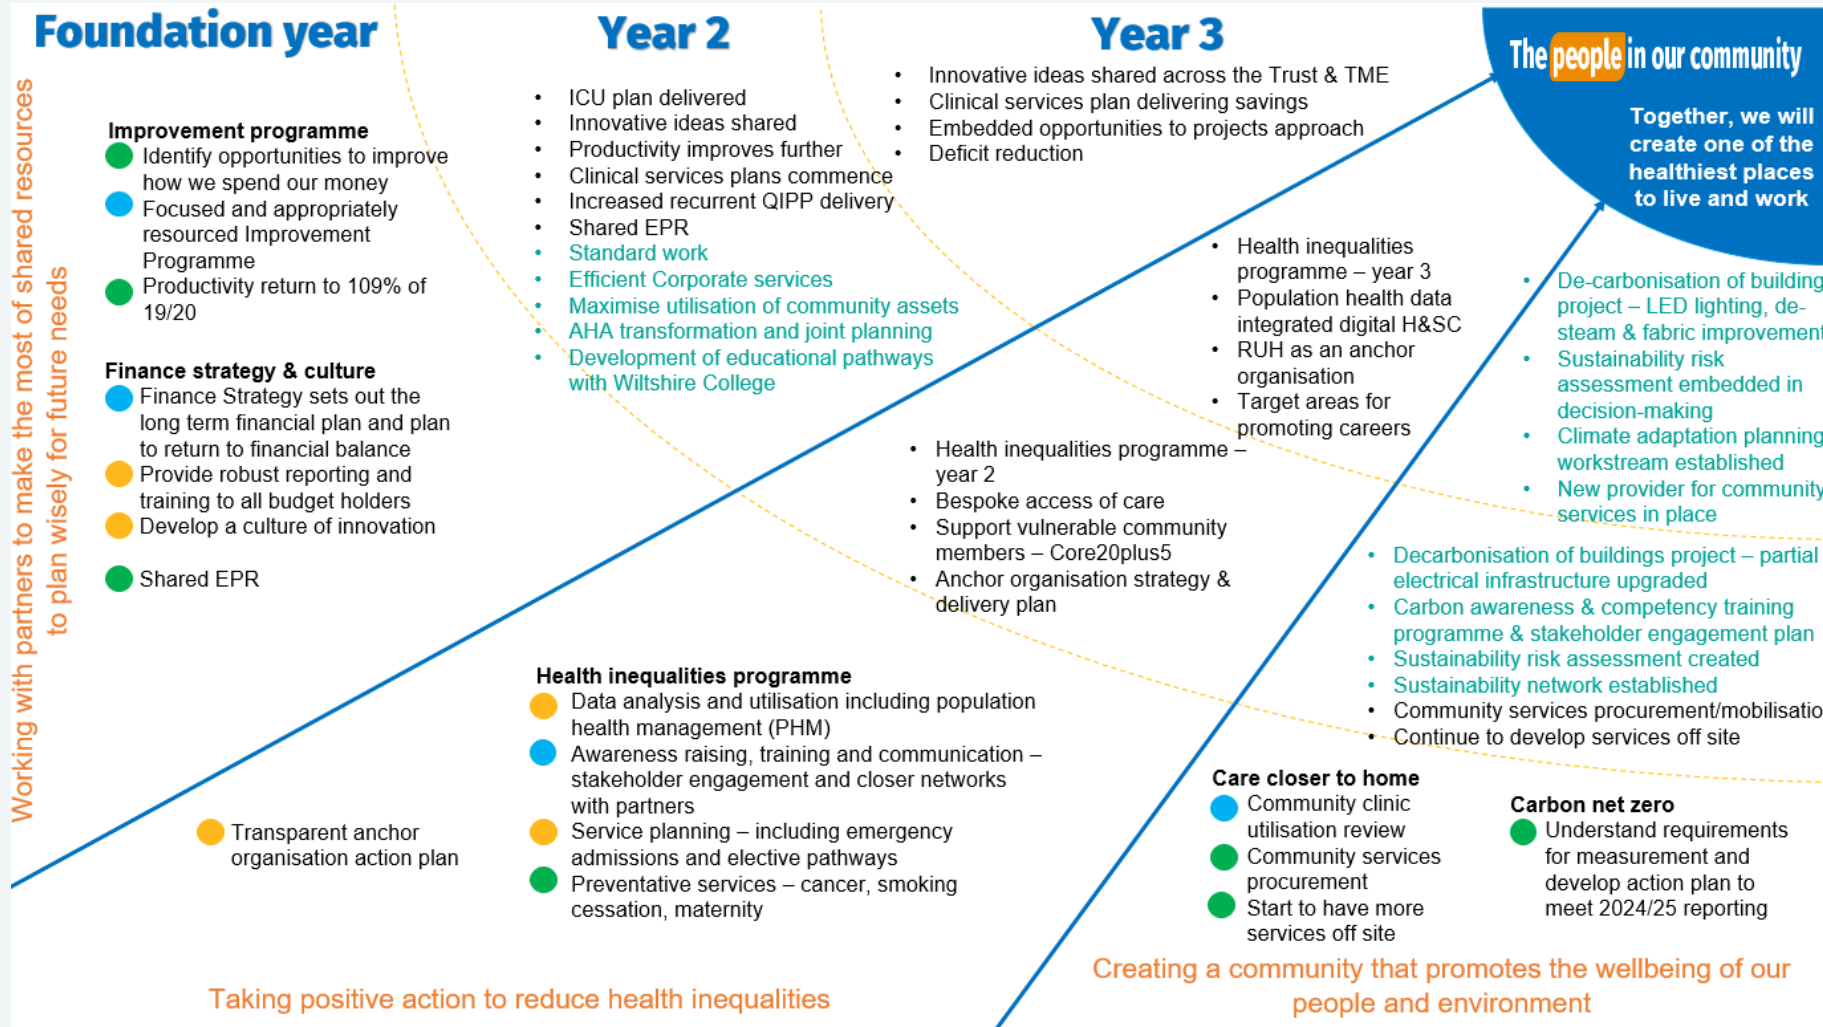 Foundation year
Year 2
Year 3
The people in our community
Together, we will
create one of the
healthiest places
to live and work
Working with partners to make the most of shared resources
to plan wisely for future needs
Improvement programme
Identify opportunities to improve
how we spend our money
Focused and appropriately
resourced Improvement
Programme
Productivity return to 109% of
19/20
Finance strategy & culture
Finance Strategy sets out the
long term financial plan and plan
to return to financial balance
Provide robust reporting and
training to all budget holders
Develop a culture of innovation
Shared EPR
• ICU plan delivered
• Innovative ideas shared
• Productivity improves further
• Clinical services plans commence
• Increased recurrent QIPP delivery
• Shared EPR
• Standard work
• Efficient Corporate services
• Maximise utilisation of community assets
• AHA transformation and joint planning
• Development of educational pathways
with Wiltshire College
• Innovative ideas shared across the Trust & TME
• Clinical services plan delivering savings
• Embedded opportunities to projects approach
• Deficit reduction
• Health inequalities
programme – year 3
• Population health data
integrated digital H&SC
• RUH as an anchor
organisation
• Target areas for
promoting careers
• Health inequalities programme –
year 2
• Bespoke access of care
• Support vulnerable community
members – Core20plus5
• Anchor organisation strategy &
delivery plan
Health inequalities programme
Data analysis and utilisation including population
health management (PHM)
Awareness raising, training and communication –
stakeholder engagement and closer networks
with partners
Service planning – including emergency
admissions and elective pathways
Preventative services – cancer, smoking
cessation, maternity
Transparent anchor
organisation action plan
Taking positive action to reduce health inequalities
• De-carbonisation of building
project – LED lighting, de-
steam & fabric improvement
• Sustainability risk
assessment embedded in
decision-making
• Climate adaptation planning
workstream established
• New provider for community
services in place
• Decarbonisation of buildings project – partial
electrical infrastructure upgraded
• Carbon awareness & competency training
programme & stakeholder engagement plan
• Sustainability risk assessment created
• Sustainability network established
• Community services procurement/mobilisatio
• Continue to develop services off site
Care closer to home
Community clinic
utilisation review
Community services
procurement
Start to have more
services off site
Carbon net zero
Understand requirements
for measurement and
develop action plan to
meet 2024/25 reporting
Creating a community that promotes the wellbeing of our
people and environment